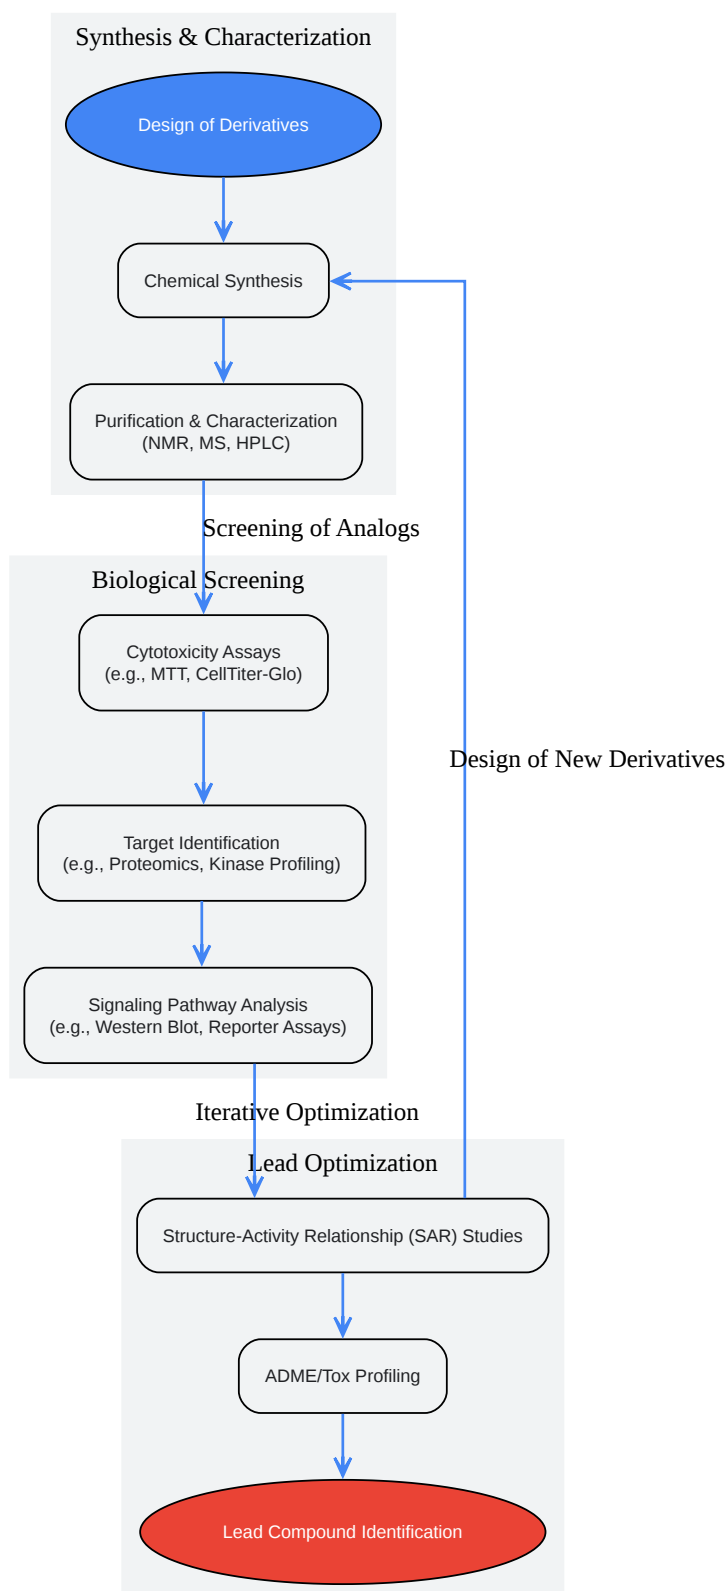 Synthesis & Characterization
Design of Derivatives
Chemical Synthesis
Purification & Characterization
(NMR, MS, HPLC)
Screening of Analogs
Biological Screening
Cytotoxicity Assays
(e.g., MTT, CellTiter-Glo)
Design of New Derivatives
Target Identification
(e.g., Proteomics, Kinase Profiling)
Signaling Pathway Analysis
(e.g., Western Blot, Reporter Assays)
Iterative Optimization
Lead Optimization
Structure-Activity Relationship (SAR) Studies
ADME/Tox Profiling
Lead Compound Identification